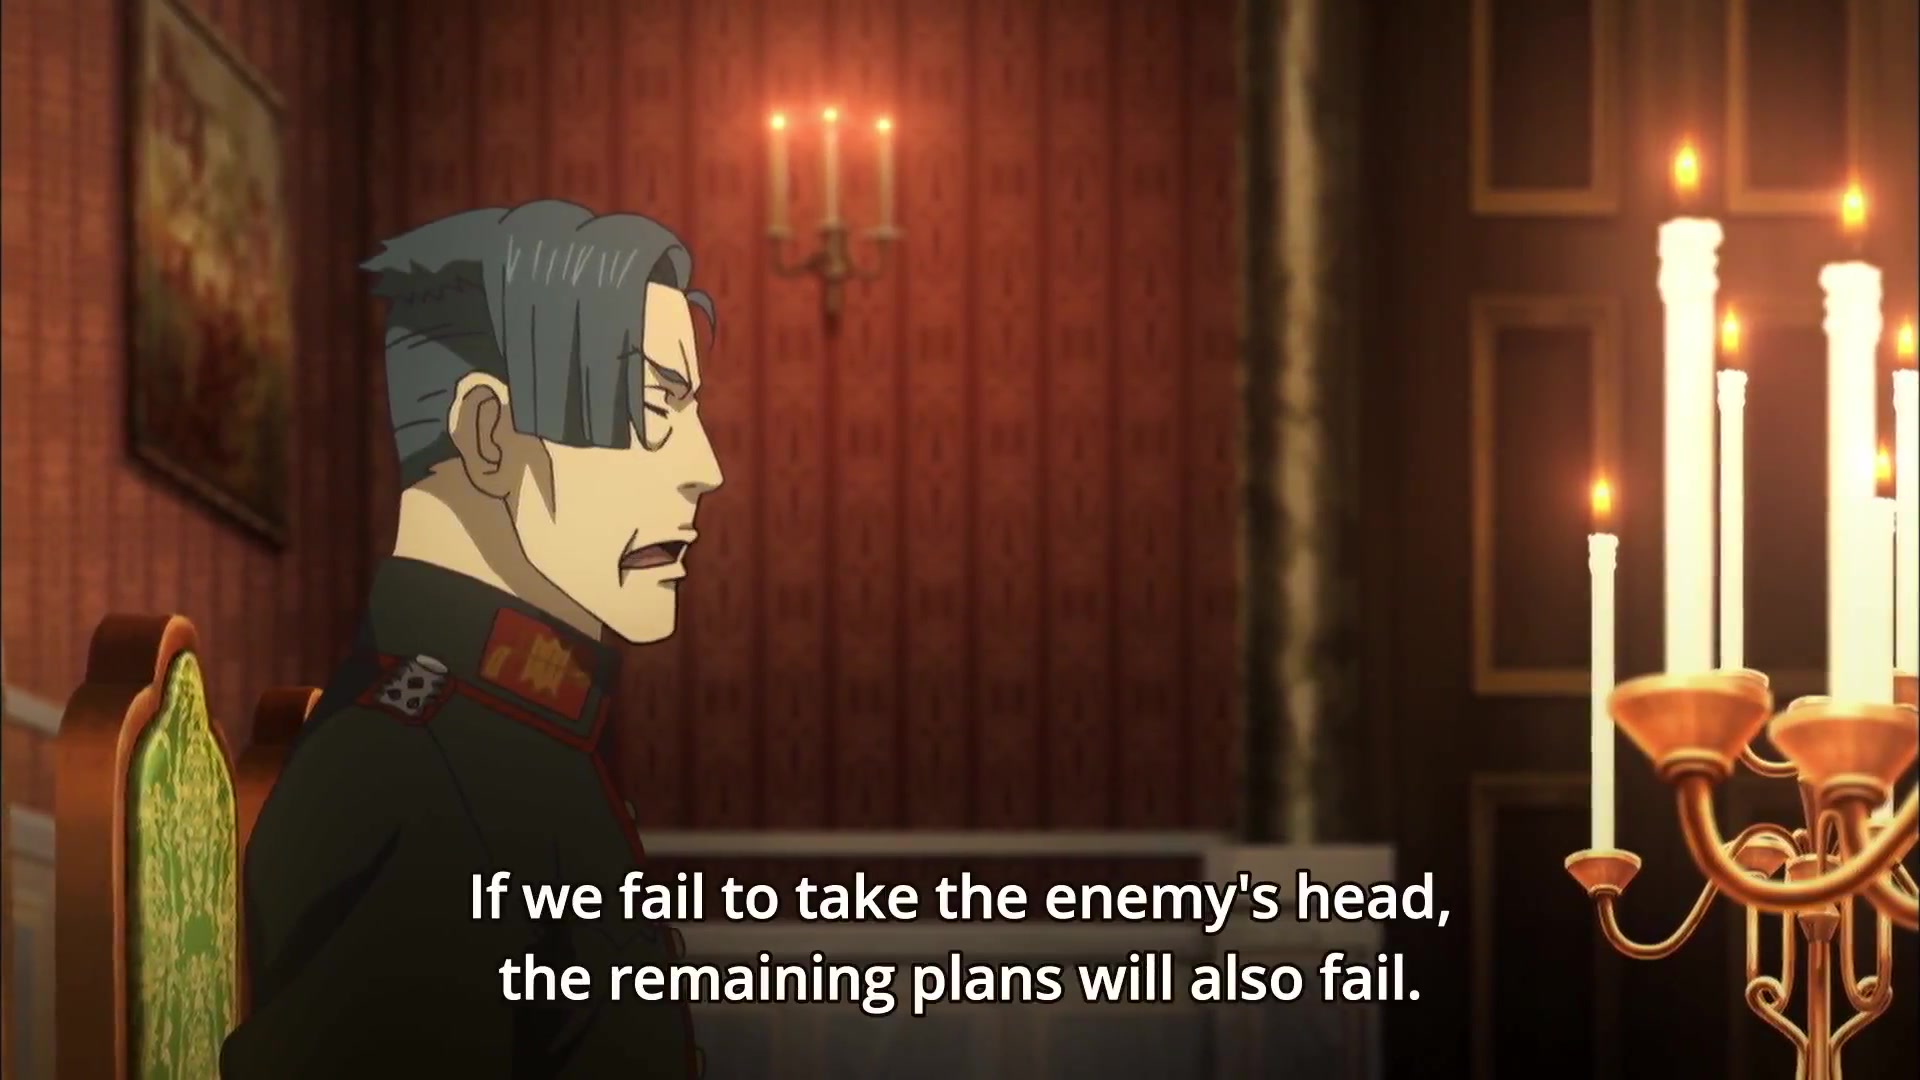 If we fail to take the enemy's head,
the remaining plans will also fail.